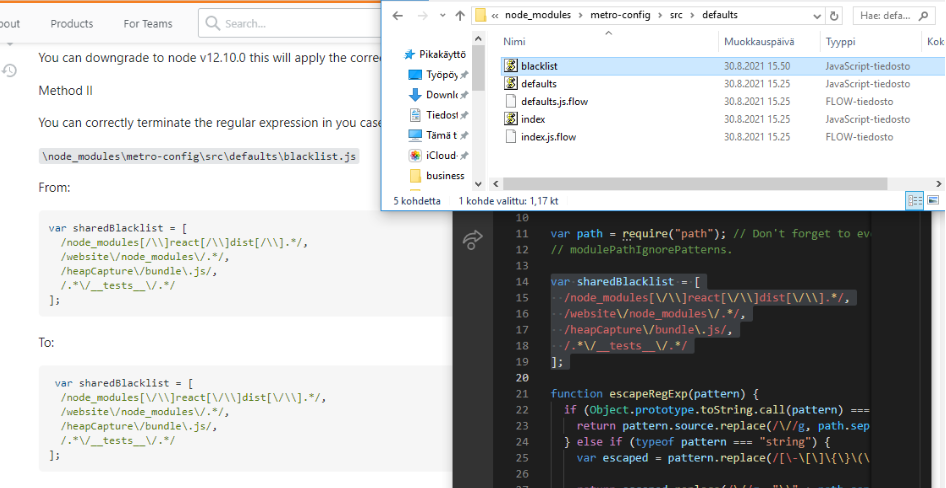 bout
Products
For Teams
Search...
You can downgrade to node v12.10.0 this will apply the corre
Method II
You can correctly terminate the regular expression in you case
\node_modules\metro-config\src\defaults\blacklist.js
From:
var sharedBlacklist = [
/node_modules[/\\]react[/\\]dist[/\\].*/,
/website\/node_modules\/.*/,
/heapCapture\/bundle\.js/,
/.*\/__tests__\/.*/
];
To:
var sharedBlacklist = [
/node_modules[\/\\]react[\/\\]dist[\/\\].*/,
/website\/node_modules\/.*/,
/heapCapture\/bundle\.js/,
/.*\/__tests__\/.*/
];
« node_modules > metro-config > src > defaults
Hae: defa...
Pikakäyttö
Työpöy
Downlo
Tiedost
Tämä t
iCloud-
business
Nimi Muokkauspäivä Tyyppi Kok
blacklist 30.8.2021 15.50 JavaScript-tiedosto
defaults 30.8.2021 15.25 JavaScript-tiedosto
defaults.js.flow 30.8.2021 15.25 FLOW-tiedosto
index 30.8.2021 15.25 JavaScript-tiedosto
index.js.flow 30.8.2021 15.25 FLOW-tiedosto
5 kohdetta 1 kohde valittu: 1,17 kt
10
11 var path = require("path"); // Don't forget to eve
12 // modulePathIgnorePatterns.
13
14 var sharedBlacklist = [
15 /node_modules[\/\\]react[\/\\]dist[\/\\].*/,
16 /website\/node_modules\/.*/,
17 /heapCapture\/bundle\.js/,
18 /.*\/__tests__\/.*/
19 ];
20
21 function escapeRegExp(pattern) {
22 if (Object.prototype.toString.call(pattern) ===
23 return pattern.source.replace(/\//g, path.sep
24 } else if (typeof pattern === "string") {
25 var escaped = pattern.replace(/[\-\[\]\{\}\(\
26